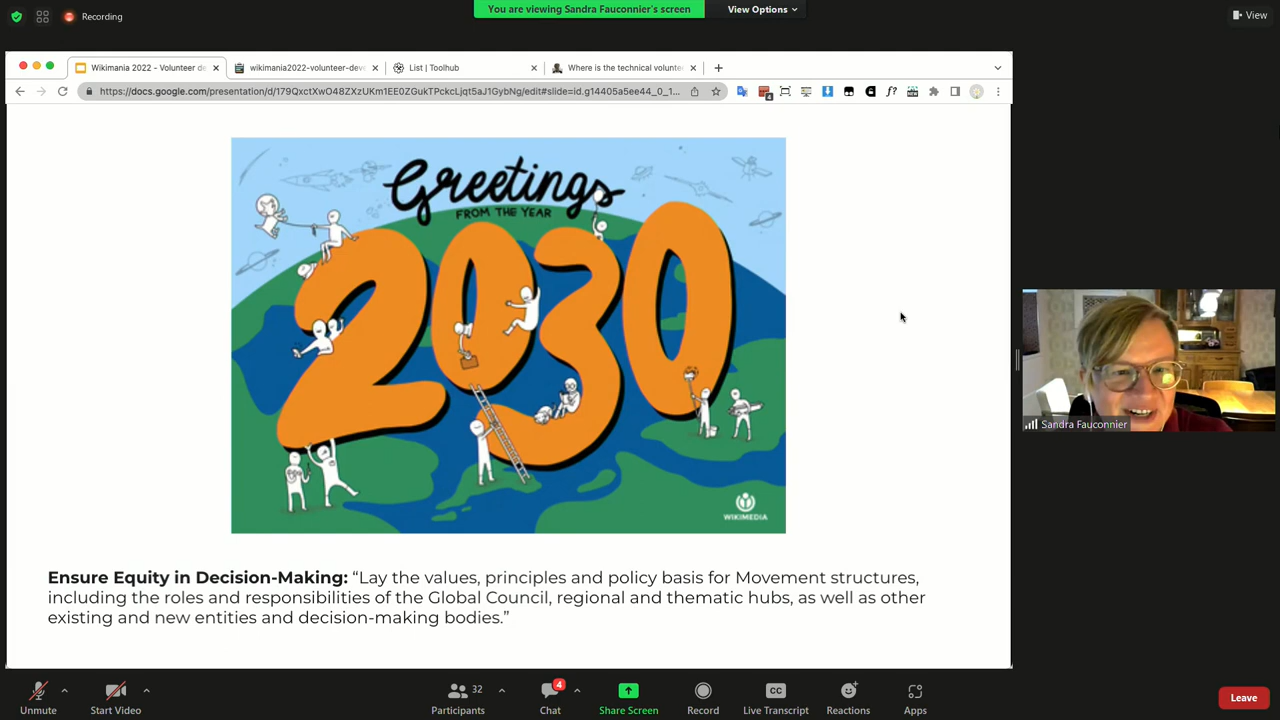 Recording
You are viewing Sandra Fauconnier's screen
View Options
View
Wikimania 2022 - Volunteer de
wikimania2022-volunteer-deve
List | Toolhub
Where is the technical volunte
https://docs.google.com/presentation/d/179QxctXwO48ZXzUKm1EE0ZGukTPckcLjqt5aJ1GybNg/edit#slide=id.g14405a5ee44_0_1...
4
f?
Greetings
FROM THE YEAR
2030
WIKIMEDIA
Ensure Equity in Decision-Making: “Lay the values, principles and policy basis for Movement structures,
including the roles and responsibilities of the Global Council, regional and thematic hubs, as well as other
existing and new entities and decision-making bodies.”
Sandra Fauconnier
Unmute
Start Video
32
Participants
4
Chat
Share Screen
Record
CC
Live Transcript
Reactions
Apps
Leave